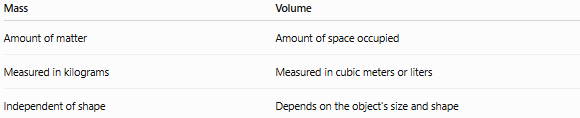 Mass Volume
Amount of matter Amount of space occupied
Measured in kilograms Measured in cubic meters or liters
Independent of shape Depends on the object's size and shape